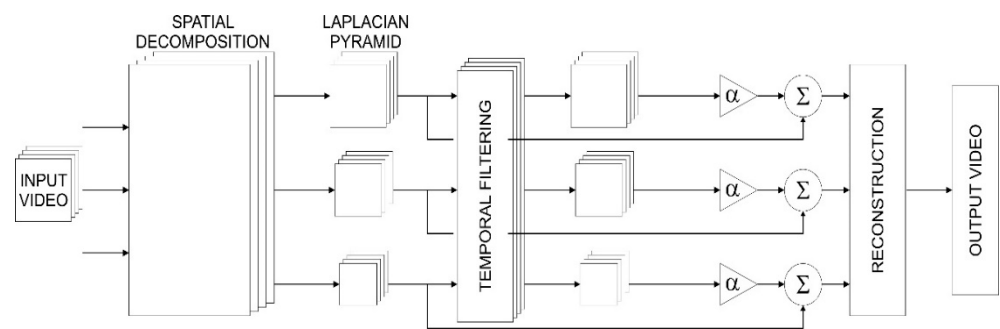 SPATIAL
DECOMPOSITION
LAPLACIAN
PYRAMID
INPUT
VIDEO
TEMPORAL FILTERING
α
Σ
α
Σ
α
Σ
RECONSTRUCTION
OUTPUT VIDEO